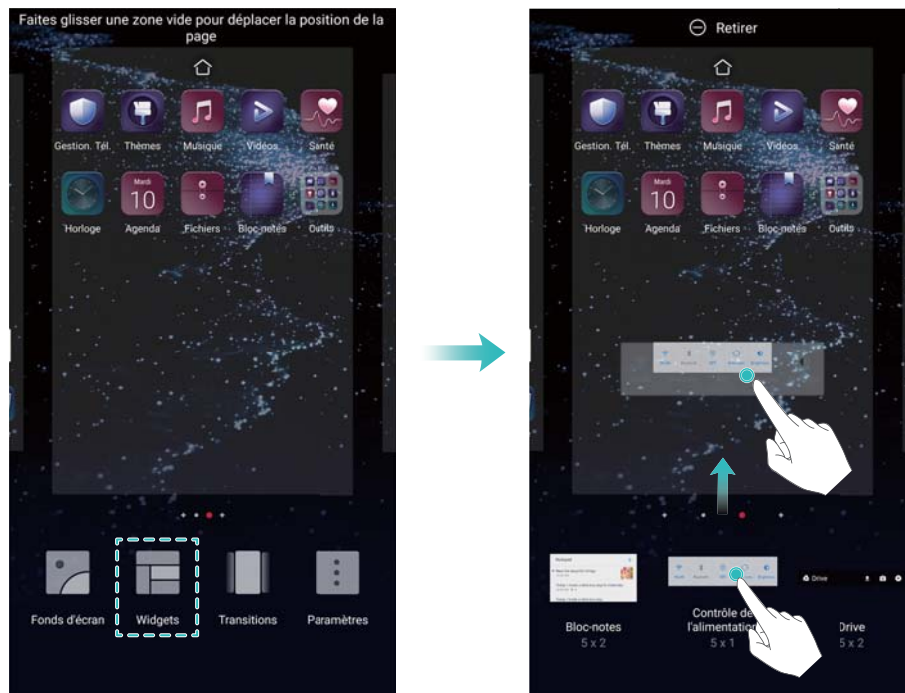 Faites glisser une zone vide pour déplacer la position de la
page
Gestion. Tél.
Thèmes
Musique
Vidéos
Santé
Mardi
10
Horloge
Agenda
Fichiers
Bloc-notes
Outils
Fonds d'écran
Widgets
Transitions
Paramètres
Retirer
Gestion. Tél.
Thèmes
Musique
Vidéos
Santé
Mardi
10
Horloge
Agenda
Fichiers
Bloc-notes
Outils
Drive
Bloc-notes
5 x 2
Contrôle de
l'alimentation
5 x 1
Drive
5 x 2